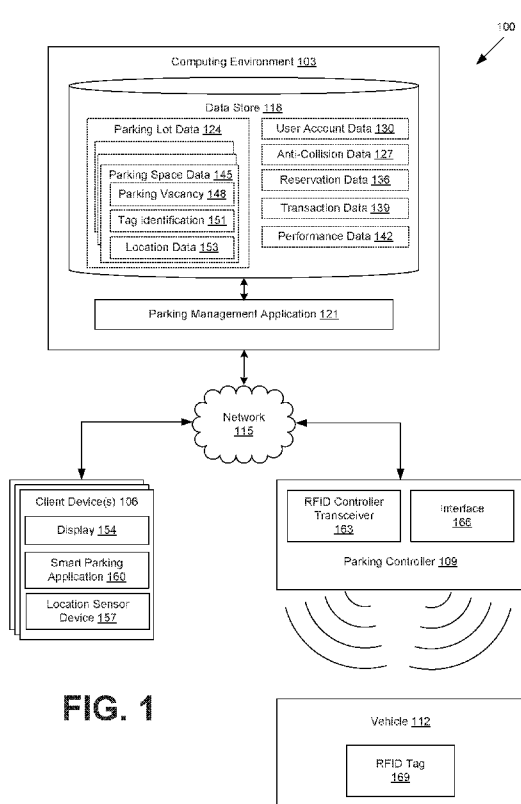 100
Computing Environment 103
Data Store 118
Parking Lot Data 124
Parking Space Data 145
Parking Vacancy 148
Tag Identification 151
Location Data 153
User Account Data 130
Anti-Collision Data 127
Reservation Data 136
Transaction Data 139
Performance Data 142
Parking Management Application 121
Network
115
Client Device(s) 106
Display 154
Smart Parking
Application 160
Location Sensor
Device 157
RFID Controller
Transceiver
163
Interface
166
Parking Controller 109
FIG. 1
Vehicle 112
RFID Tag
169